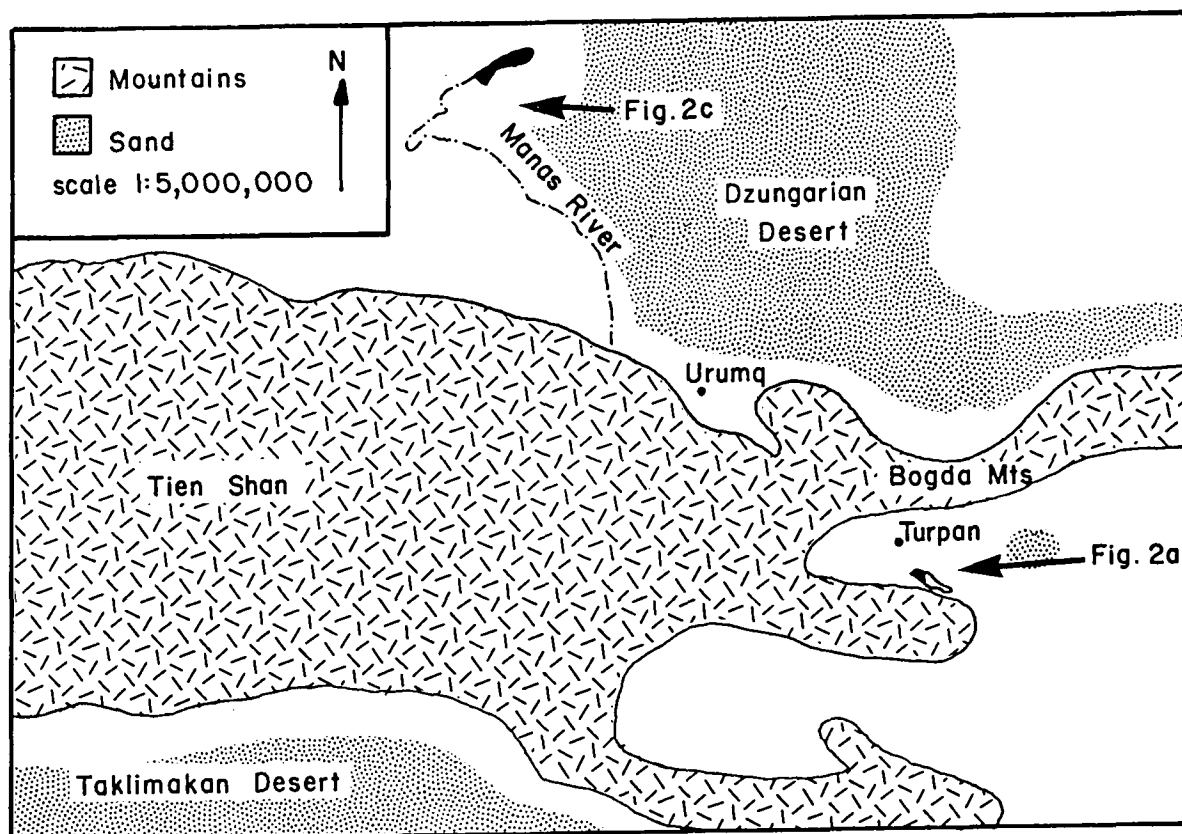 Mountains
Sand
scale 1:5,000,000
N
Fig. 2c
Manas River
Dzungarian
Desert
Urumq
Tien Shan
Bogda Mts
Turpan
Fig. 2a
Taklimakan Desert